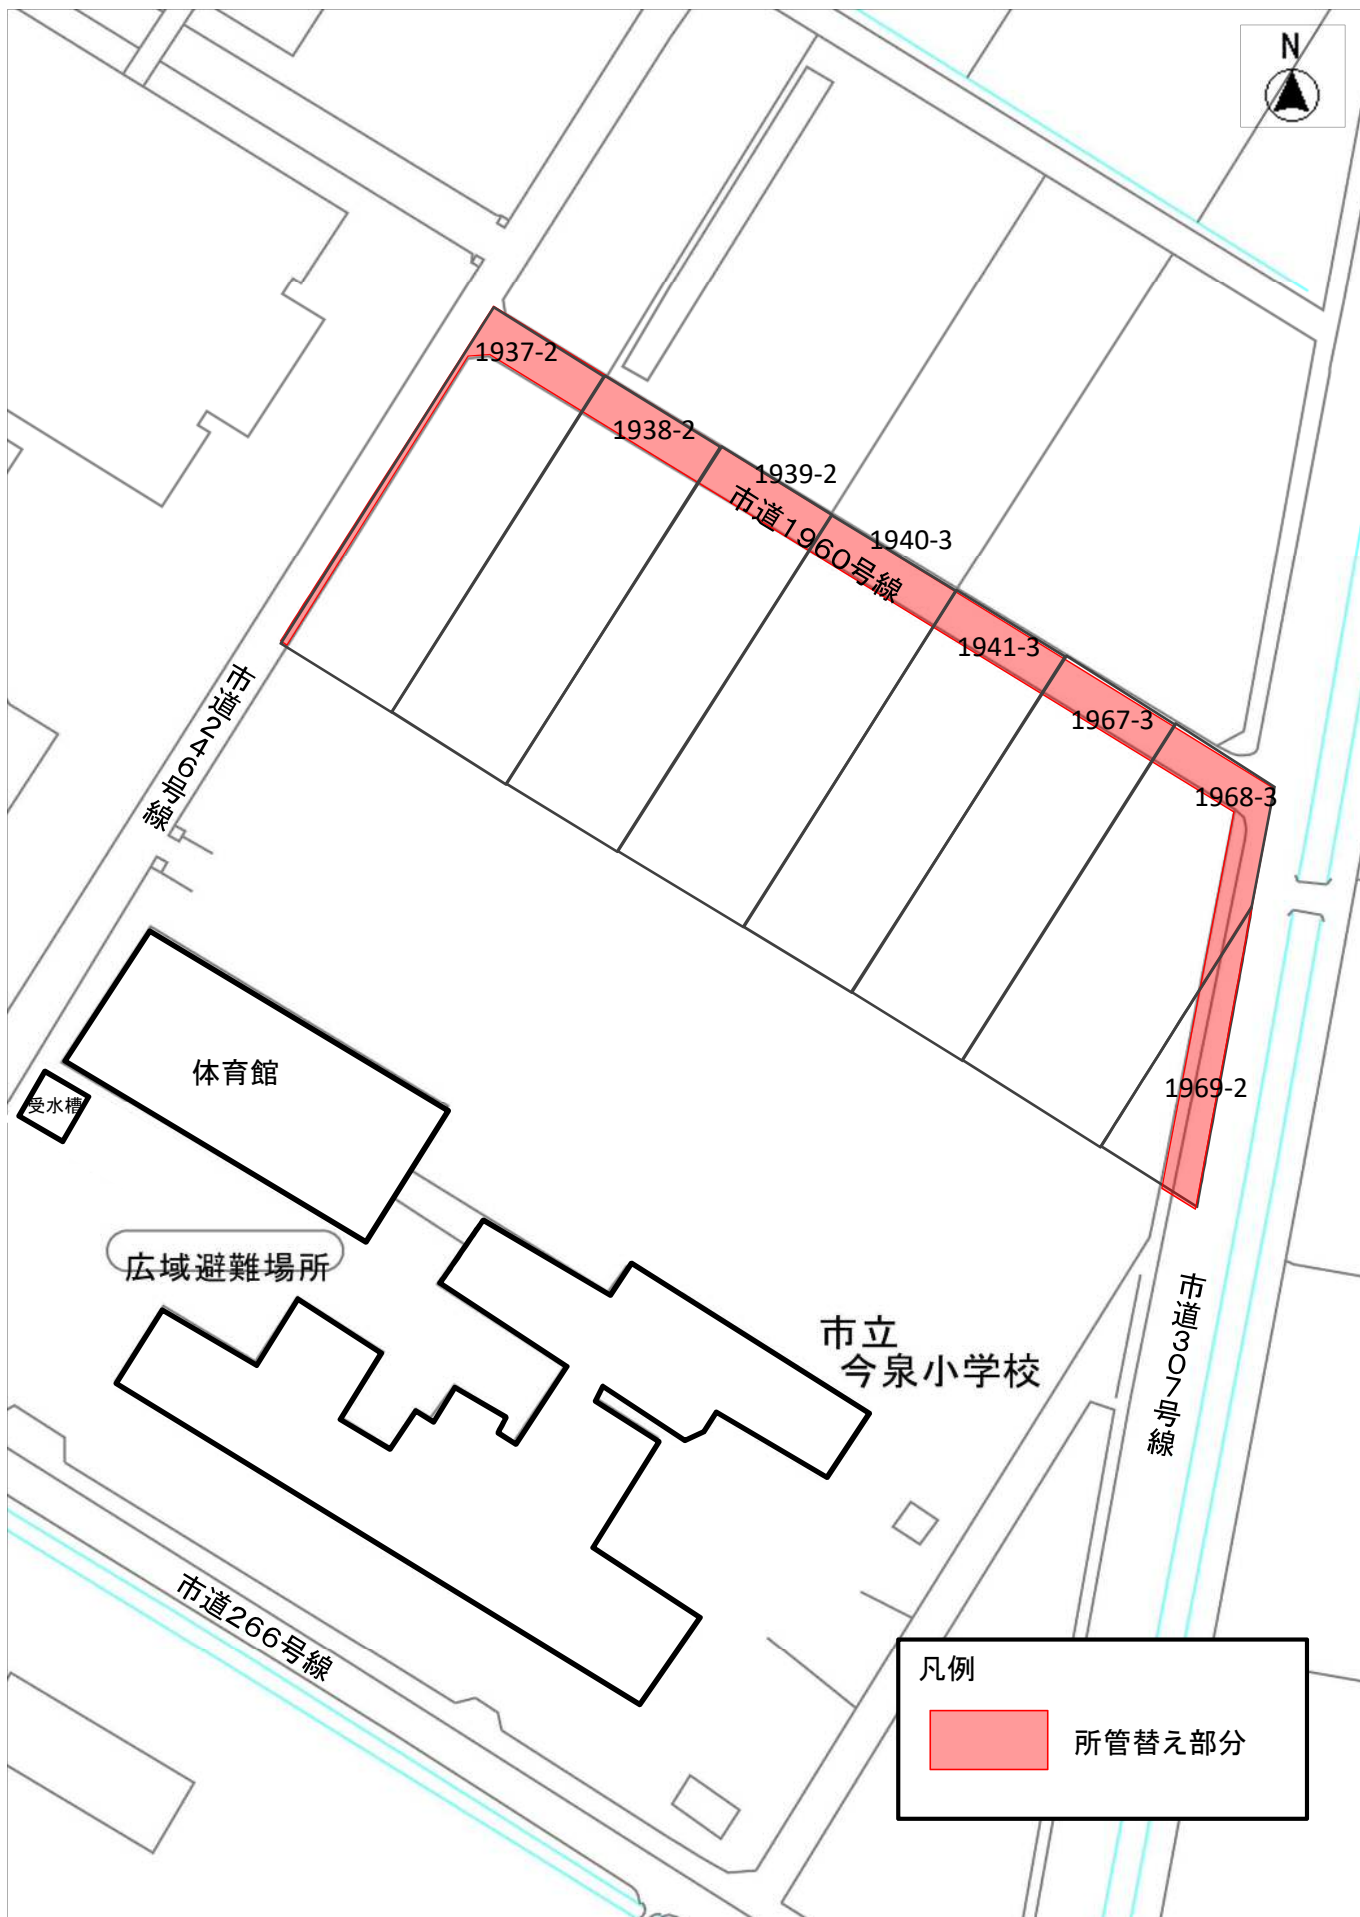 N
1937-2
1938-2
1939-2
市道1960号線
1940-3
1941-3
1967-3
1968-3
市道246号線
体育館
受水槽
1969-2
広域避難場所
市立
今泉小学校
市道307号線
市道266号線
凡例
所管替え部分